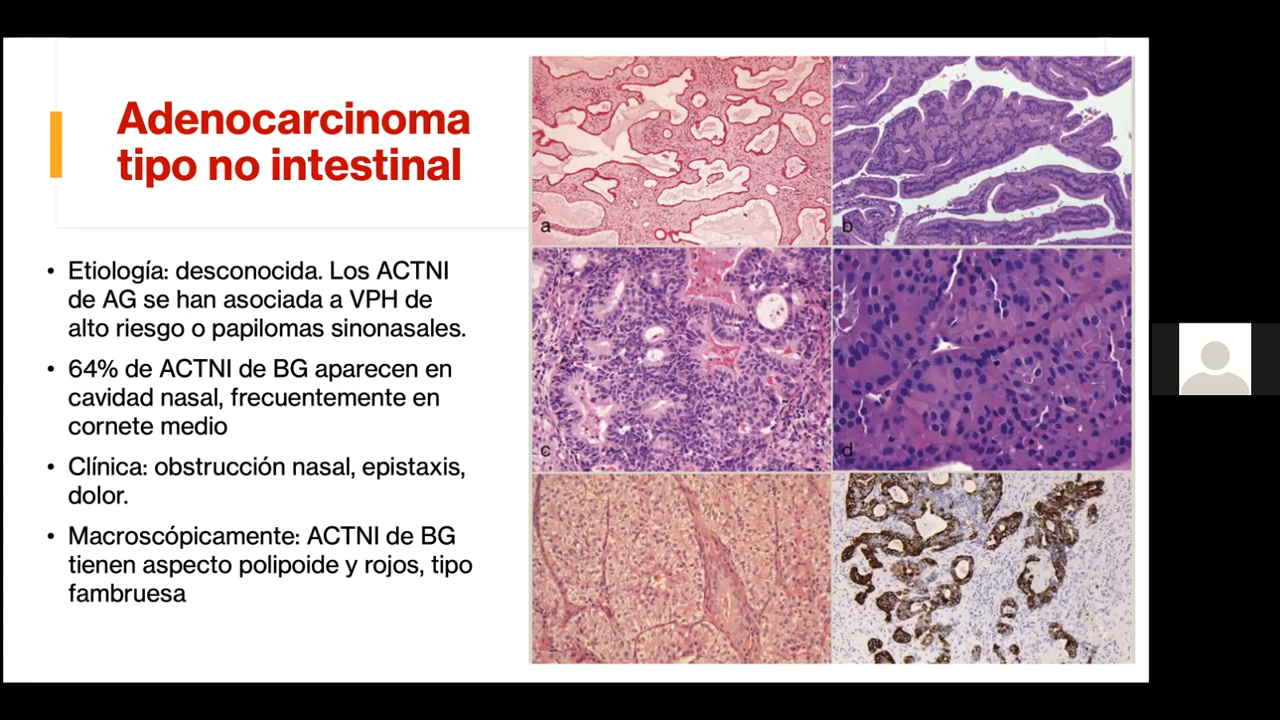 Adenocarcinoma
tipo no intestinal
• Etiología: desconocida. Los ACTNI
de AG se han asociada a VPH de
alto riesgo o papilomas sinonasales.
• 64% de ACTNI de BG aparecen en
cavidad nasal, frecuentemente en
cornete medio
• Clínica: obstrucción nasal, epistaxis,
dolor.
• Macroscópicamente: ACTNI de BG
tienen aspecto polipoide y rojos, tipo
fambruesa
a
b
c
d